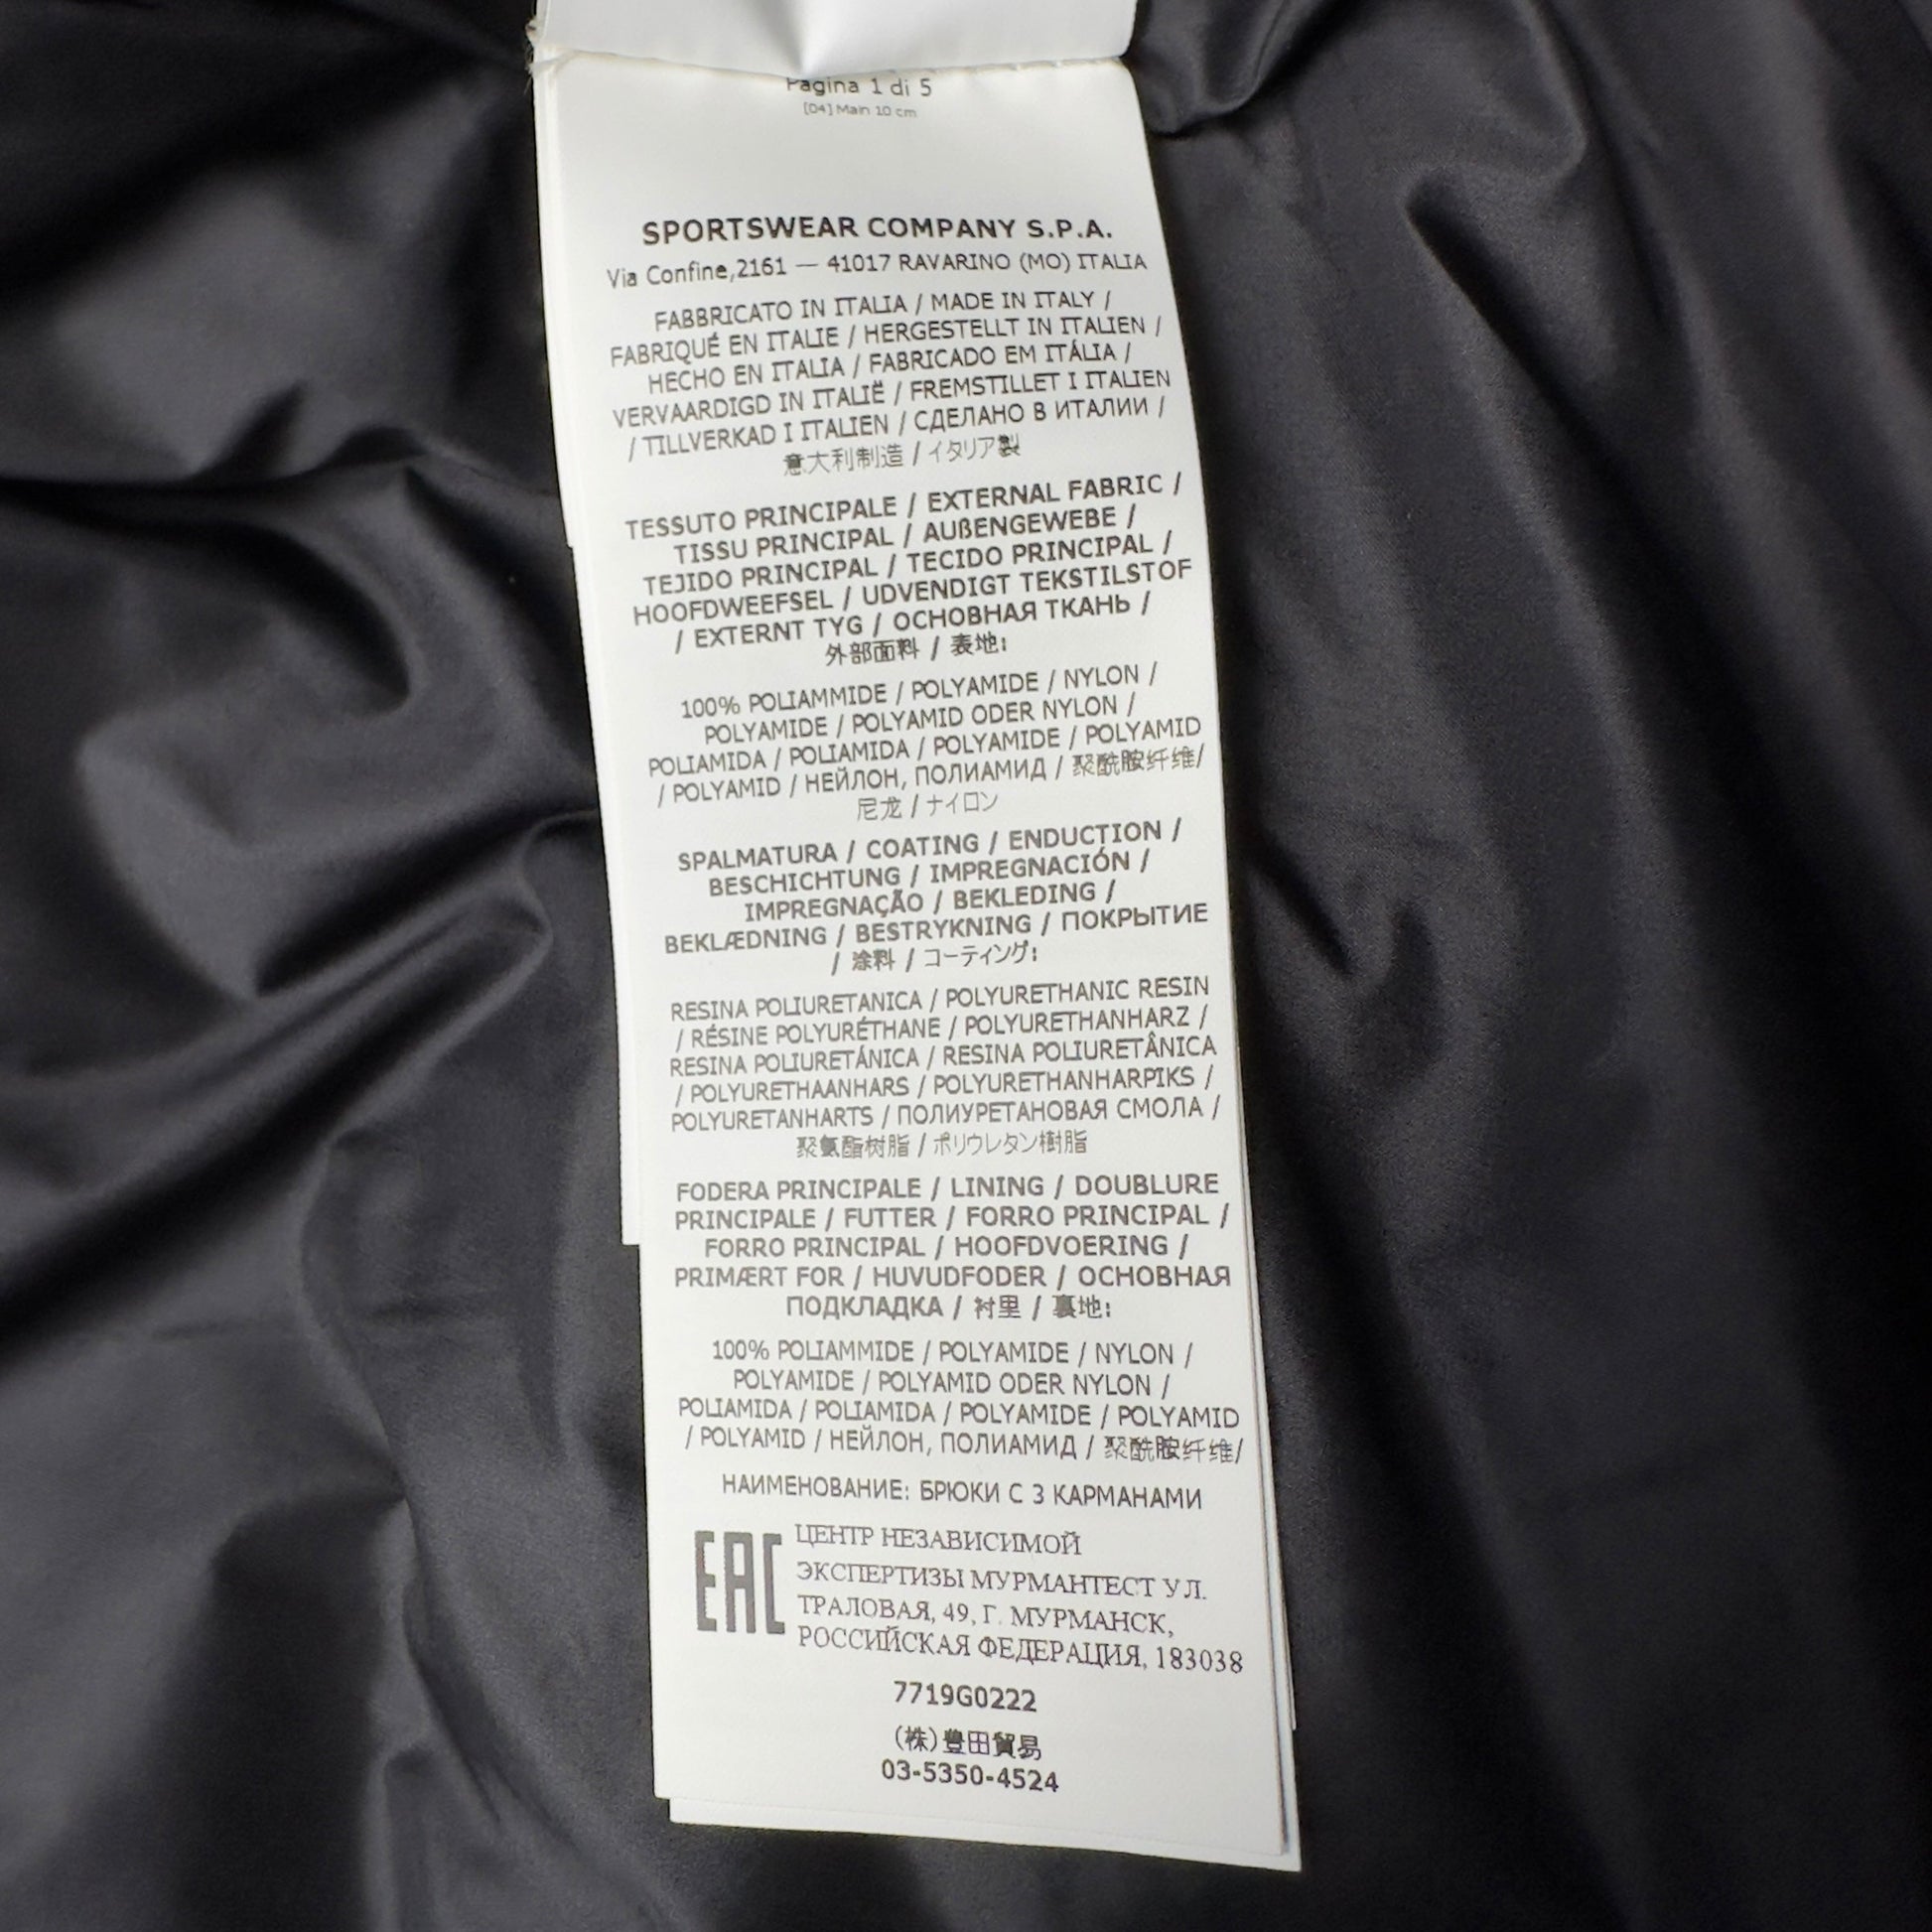 Pagina 1 di 5
[04] Main 10 cm
SPORTSWEAR COMPANY S.P.A.
Via Confine,2161 — 41017 RAVARINO (MO) ITALIA
FABBRICATO IN ITALIA / MADE IN ITALY /
FABRIQUÉ EN ITALIE / HERGESTELLT IN ITALIEN /
HECHO EN ITALIA / FABRICADO EM ITÁLIA /
VERVAARDIGD IN ITALIË / FREMSTILLET I ITALIEN
/ TILLVERKAD I ITALIEN / СДЕЛАНО В ИТАЛИИ /
意大利制造 / イタリア製
TESSUTO PRINCIPALE / EXTERNAL FABRIC /
TISSU PRINCIPAL / AUßENGEWEBE /
TEJIDO PRINCIPAL / TECIDO PRINCIPAL /
HOOFDWEEFSEL / UDVENDIGT TEKSTILSTOF
/ EXTERNT TYG / ОСНОВНАЯ ТКАНЬ /
外部面料 / 表地:
100% POLIAMMIDE / POLYAMIDE / NYLON /
POLYAMIDE / POLYAMID ODER NYLON /
POLIAMIDA / POLIAMIDA / POLYAMIDE / POLYAMID
/ POLYAMID / НЕЙЛОН, ПОЛИАМИД / 聚酰胺纤维/
尼龙 / ナイロン
SPALMATURA / COATING / ENDUCTION /
BESCHICHTUNG / IMPREGNACIÓN /
IMPREGNAÇÃO / BEKLEDING /
BEKLÆDNING / BESTRYKNING / ПОКРЫТИЕ
/ 涂料 / コーティング:
RESINA POLIURETANICA / POLYURETHANIC RESIN
/ RÉSINE POLYURÉTHANE / POLYURETHANHARZ /
RESINA POLIURETÁNICA / RESINA POLIURETÂNICA
/ POLYURETHAANHARS / POLYURETHANHARPIKS /
POLYURETANHARTS / ПОЛИУРЕТАНОВАЯ СМОЛА /
聚氨酯树脂 / ポリウレタン樹脂
FODERA PRINCIPALE / LINING / DOUBLURE
PRINCIPALE / FUTTER / FORRO PRINCIPAL /
FORRO PRINCIPAL / HOOFDVOERING /
PRIMÆRT FOR / HUVUDFODER / ОСНОВНАЯ
ПОДКЛАДКА / 衬里 / 裏地:
100% POLIAMMIDE / POLYAMIDE / NYLON /
POLYAMIDE / POLYAMID ODER NYLON /
POLIAMIDA / POLIAMIDA / POLYAMIDE / POLYAMID
/ POLYAMID / НЕЙЛОН, ПОЛИАМИД / 聚酰胺纤维/
НАИМЕНОВАНИЕ: БРЮКИ С 3 КАРМАНАМИ
EAC
ЦЕНТР НЕЗАВИСИМОЙ
ЭКСПЕРТИЗЫ МУРМАНТЕСТ УЛ.
ТРАЛОВАЯ, 49, Г. МУРМАНСК,
РОССИЙСКАЯ ФЕДЕРАЦИЯ, 183038
7719G0222
(株)豊田貿易
03-5350-4524